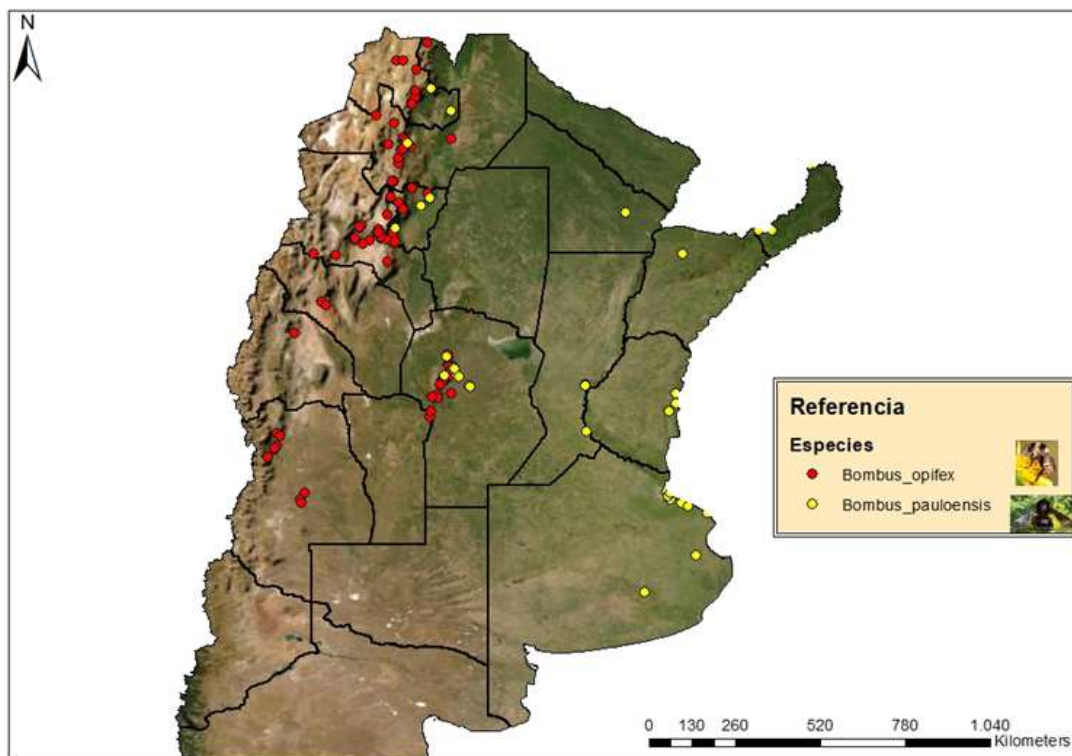 N
Referencia
Especies
Bombus_opifex
Bombus_pauloensis
0 130 260 520 780 1.040
Kilometers